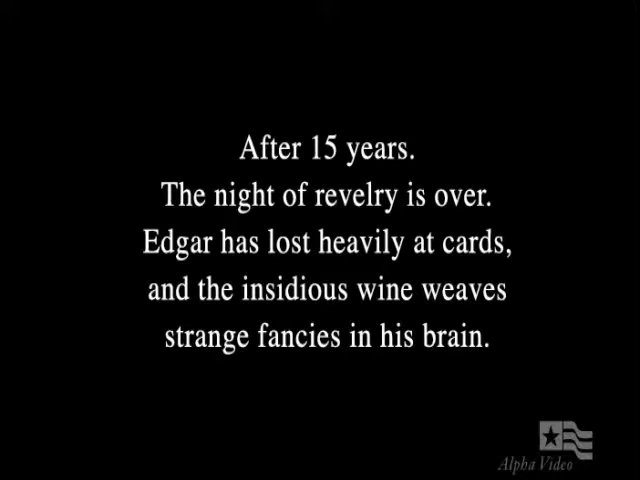 After 15 years.
The night of revelry is over.
Edgar has lost heavily at cards,
and the insidious wine weaves
strange fancies in his brain.
Alpha Video